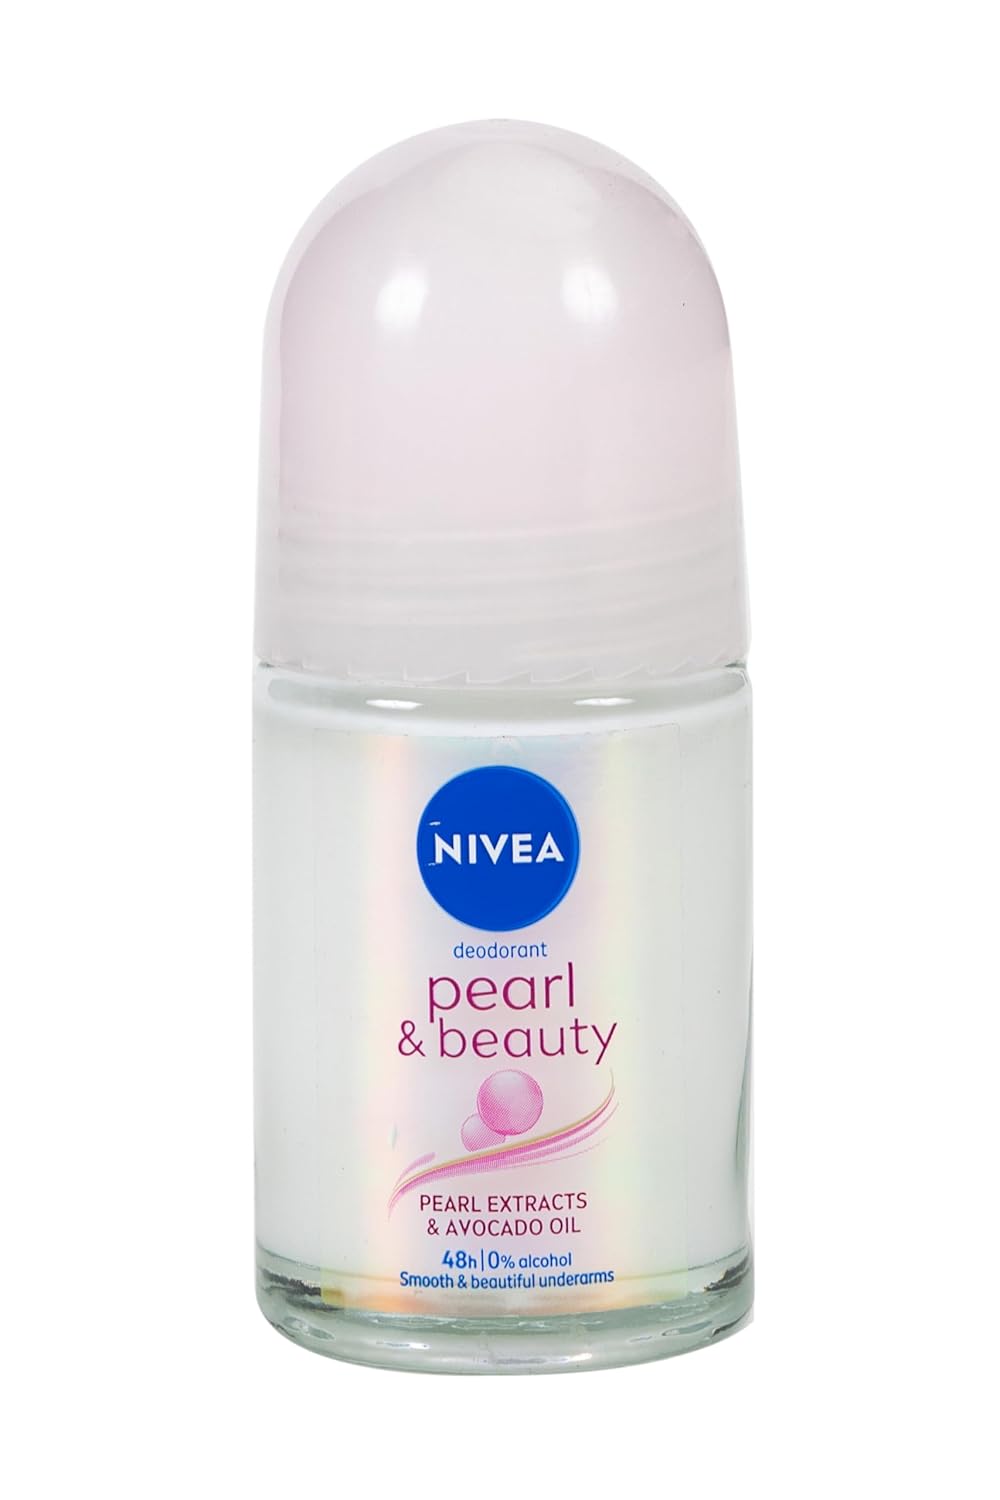 NIVEA
deodorant
pearl
& beauty
PEARL EXTRACTS
& AVOCADO OIL
48h | 0% alcohol
Smooth & beautiful underarms